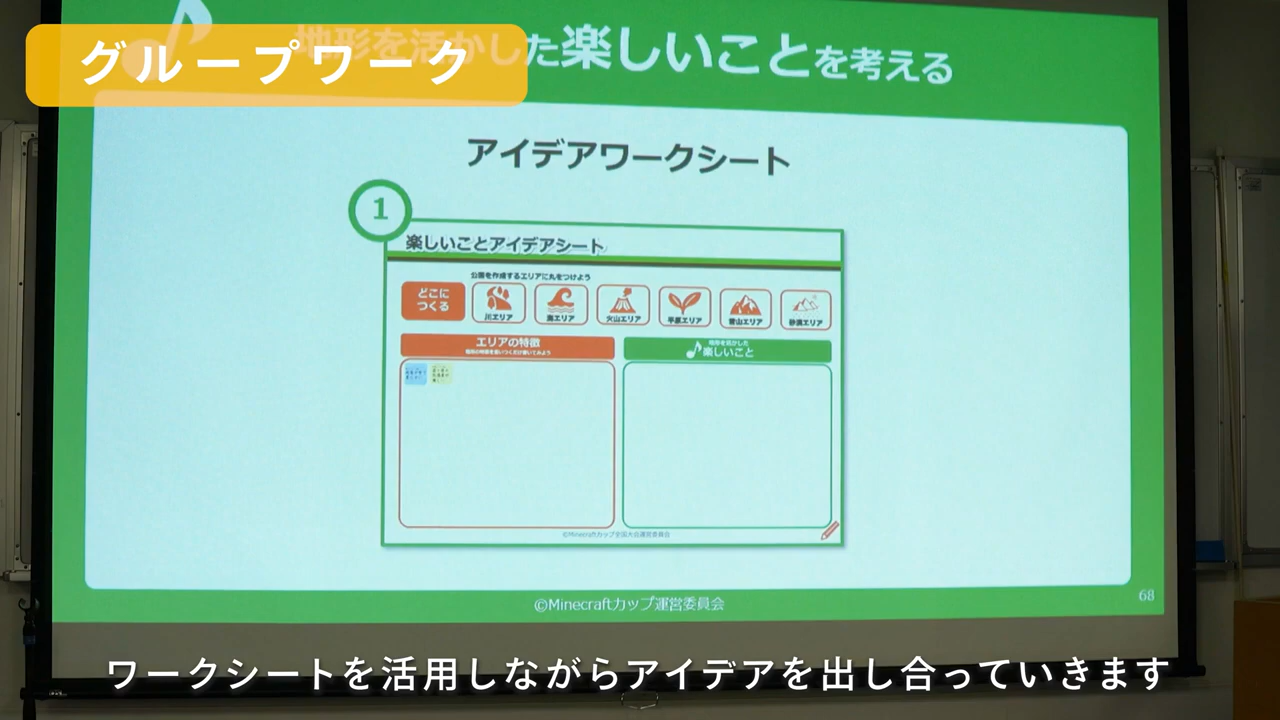 グループワーク
地形を活かした楽しいことを考える
アイデアワークシート
1
楽しいことアイデアシート
公園を作成するエリアに丸をつけよう
どこに
つくる
川エリア
海エリア
火山エリア
平原エリア
雪山エリア
砂漠エリア
エリアの特徴
地形を活かした
楽しいこと
©Minecraftカップ全国大会運営委員会
©Minecraftカップ運営委員会
68
ワークシートを活用しながらアイデアを出し合っていきます